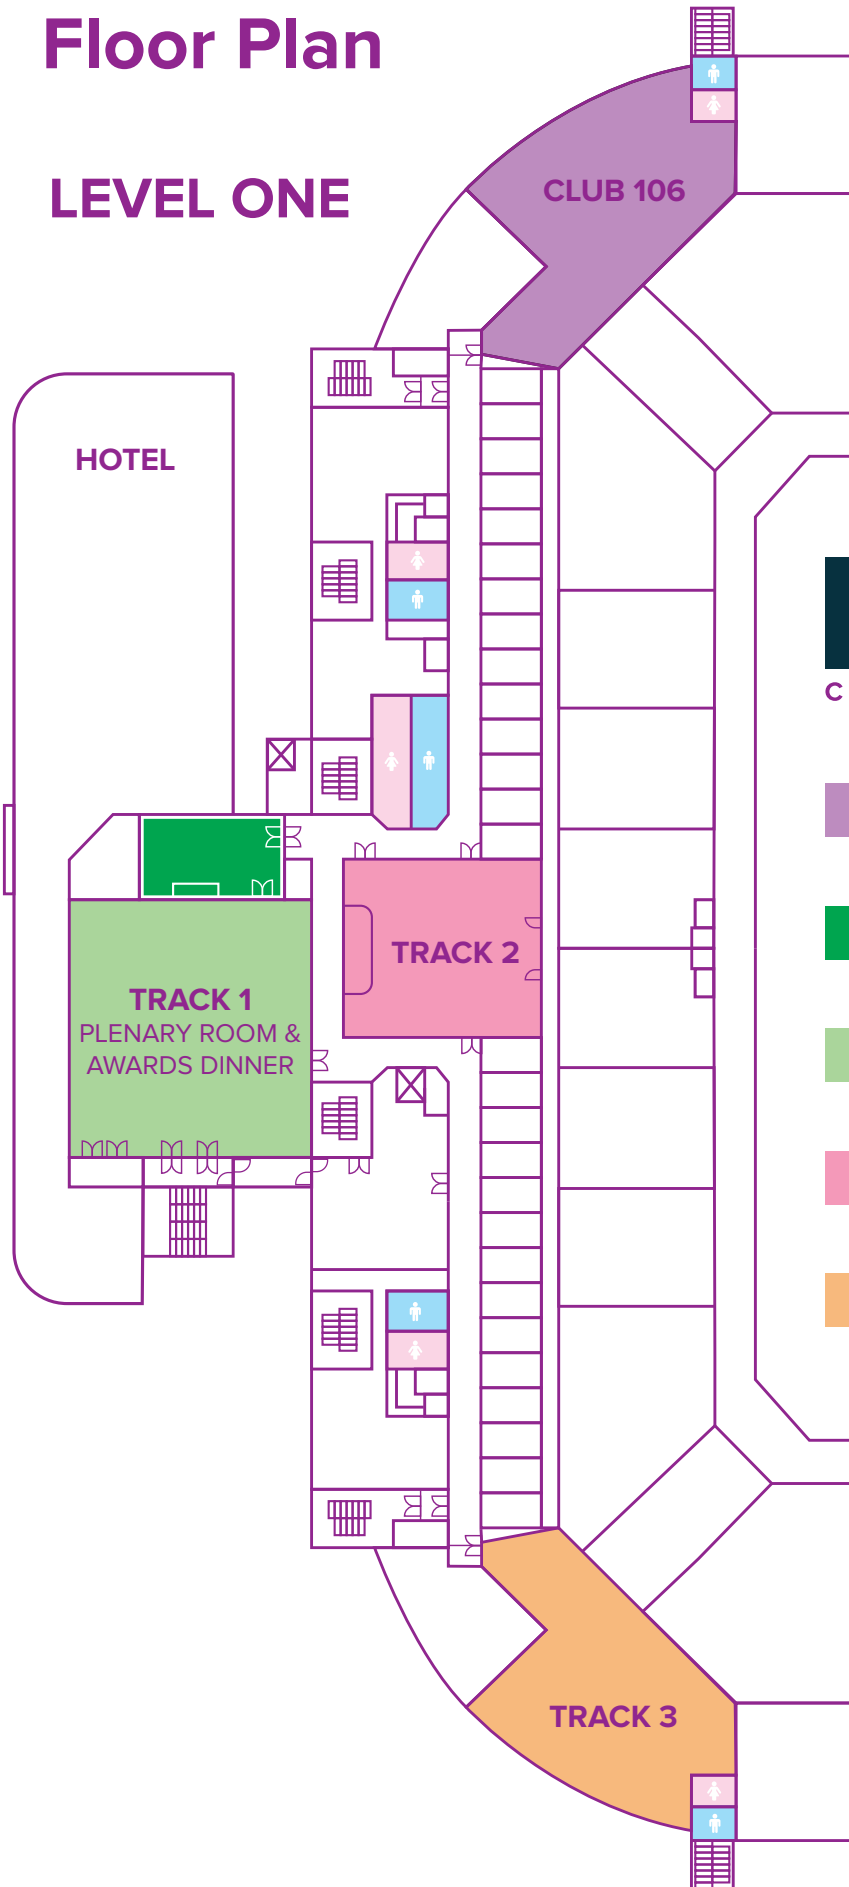 Floor Plan
LEVEL ONE
CLUB 106
HOTEL
C
TRACK 2
TRACK 1
PLENARY ROOM &
AWARDS DINNER
TRACK 3